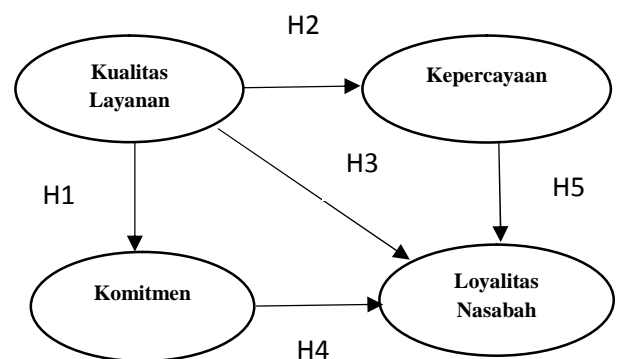 H2
Kualitas
Layanan
Kepercayaan
H3
H1
H5
Komitmen
Loyalitas
Nasabah
H4